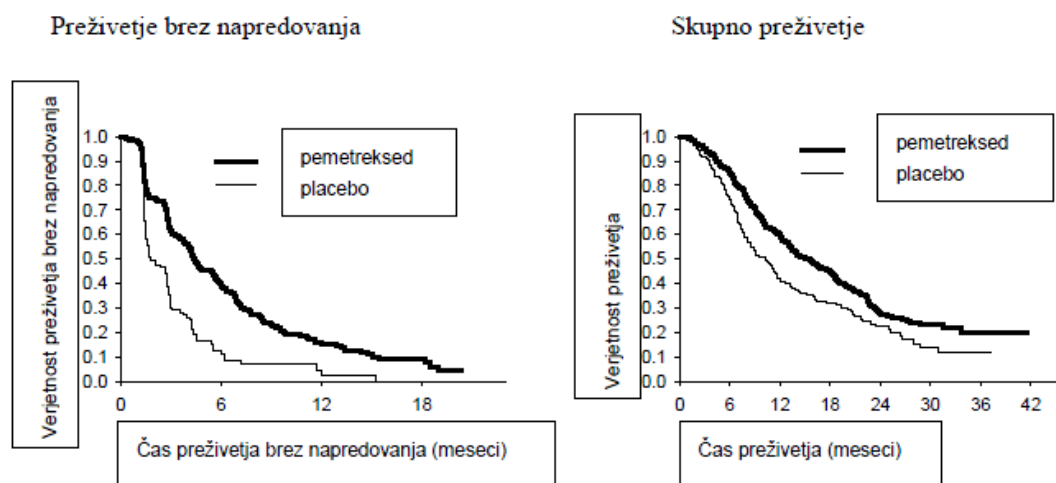 Preživetje brez napredovanja
Verjetnost preživetja brez napredovanja
1.0
0.9
0.8
0.7
0.6
0.5
0.4
0.3
0.2
0.1
0.0
pemetreksed
placebo
0 6 12 18
Čas preživetja brez napredovanja (meseci)
Skupno preživetje
Verjetnost preživetja
1.0
0.9
0.8
0.7
0.6
0.5
0.4
0.3
0.2
0.1
0.0
pemetreksed
placebo
0 6 12 18 24 30 36 42
Čas preživetja (meseci)